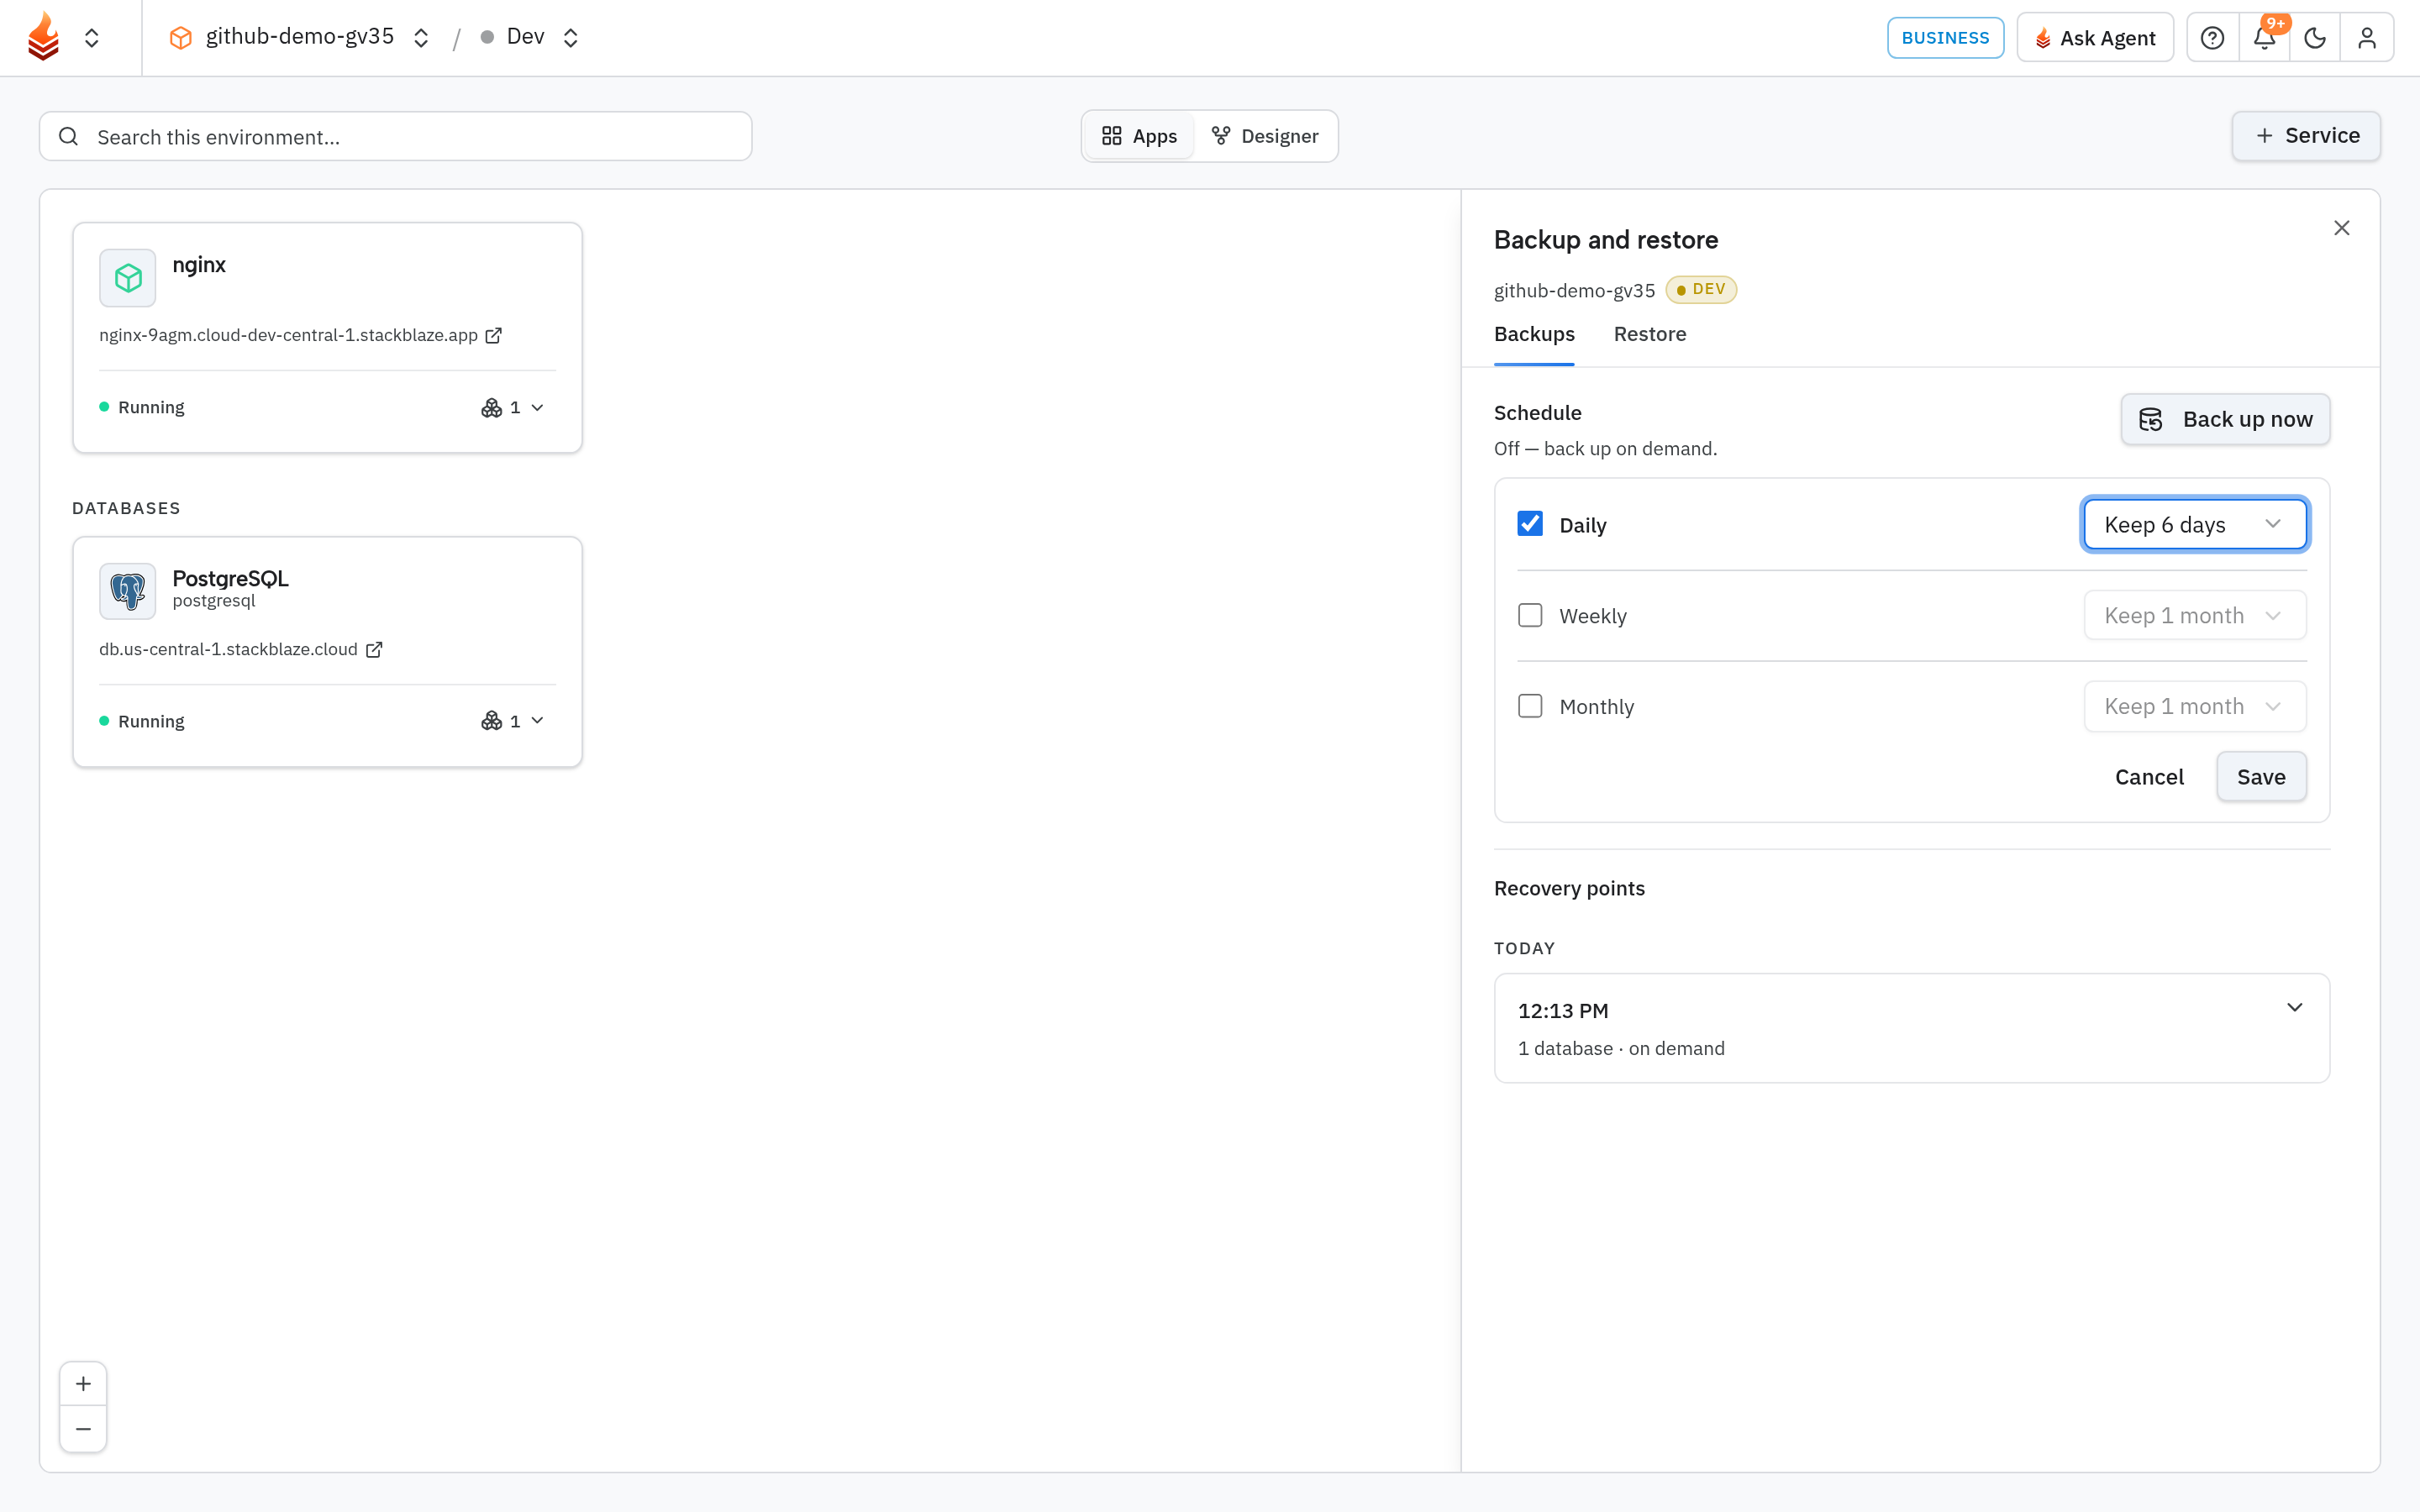 github-demo-gv35 / Dev
BUSINESS
Ask Agent
9+
Search this environment...
Apps
Designer
+ Service
nginx
nginx-9agm.cloud-dev-central-1.stackblaze.app
Running
1
DATABASES
PostgreSQL
postgresql
db.us-central-1.stackblaze.cloud
Running
1
Backup and restore
github-demo-gv35
DEV
Backups
Restore
Schedule
Off — back up on demand.
Back up now
Daily
Keep 6 days
Weekly
Keep 1 month
Monthly
Keep 1 month
Cancel
Save
Recovery points
TODAY
12:13 PM
1 database · on demand